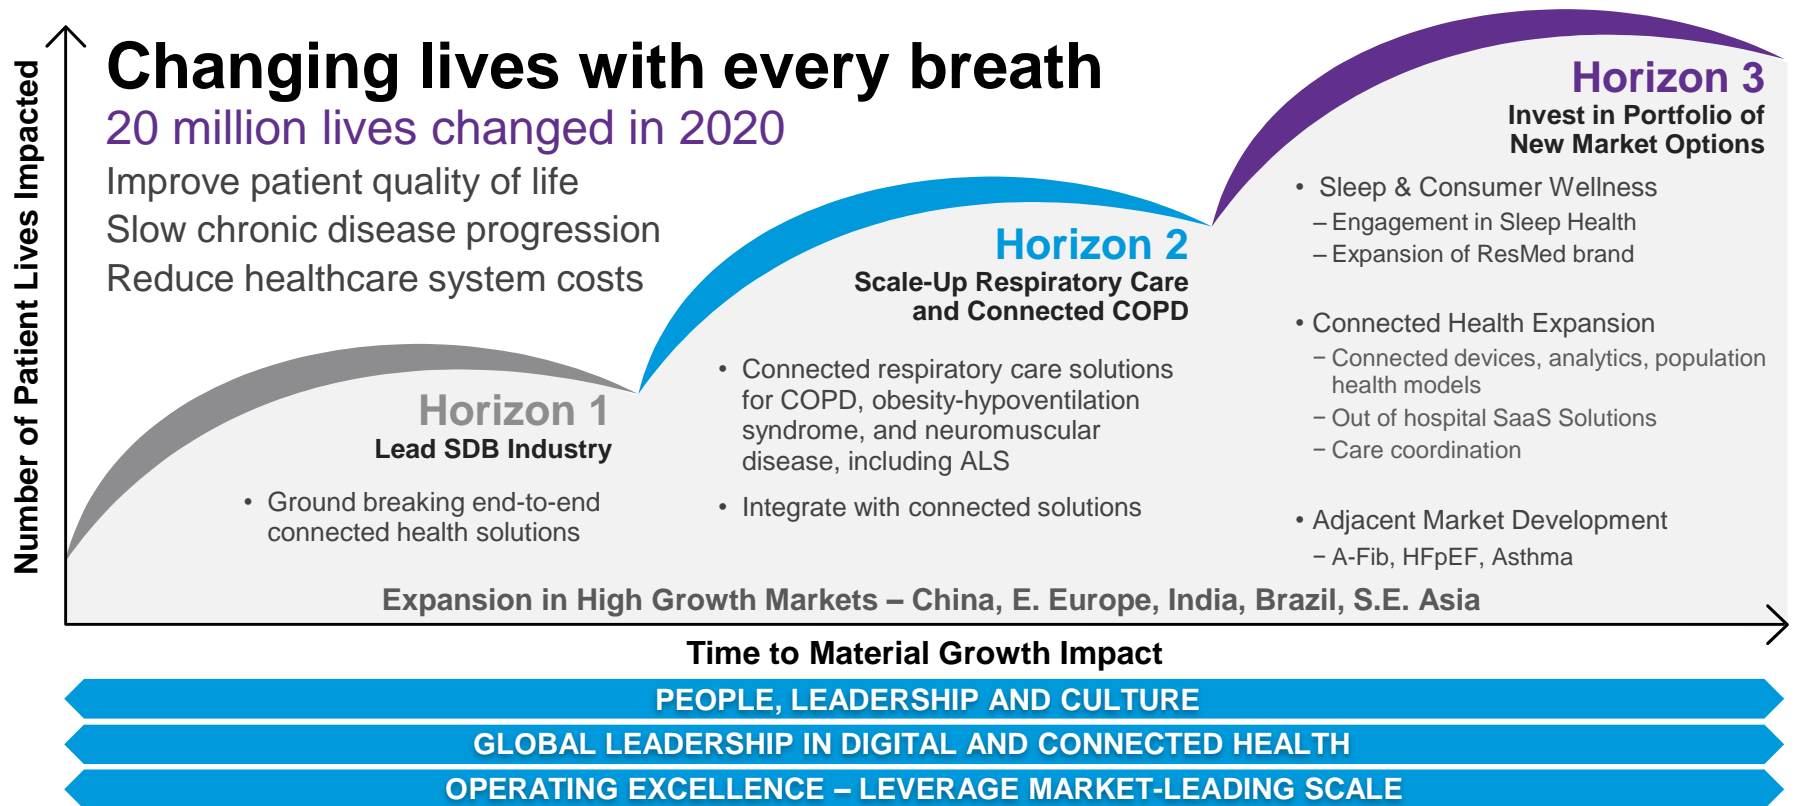 Changing lives with every breath
20 million lives changed in 2020
Improve patient quality of life
Slow chronic disease progression
Reduce healthcare system costs
Number of Patient Lives Impacted
Horizon 1
Lead SDB Industry
• Ground breaking end-to-end
connected health solutions
Horizon 2
Scale-Up Respiratory Care
and Connected COPD
• Connected respiratory care solutions
for COPD, obesity-hypoventilation
syndrome, and neuromuscular
disease, including ALS
• Integrate with connected solutions
Horizon 3
Invest in Portfolio of
New Market Options
• Sleep & Consumer Wellness
– Engagement in Sleep Health
– Expansion of ResMed brand
• Connected Health Expansion
− Connected devices, analytics, population
health models
− Out of hospital SaaS Solutions
− Care coordination
• Adjacent Market Development
− A-Fib, HFpEF, Asthma
Expansion in High Growth Markets – China, E. Europe, India, Brazil, S.E. Asia
Time to Material Growth Impact
PEOPLE, LEADERSHIP AND CULTURE
GLOBAL LEADERSHIP IN DIGITAL AND CONNECTED HEALTH
OPERATING EXCELLENCE – LEVERAGE MARKET-LEADING SCALE